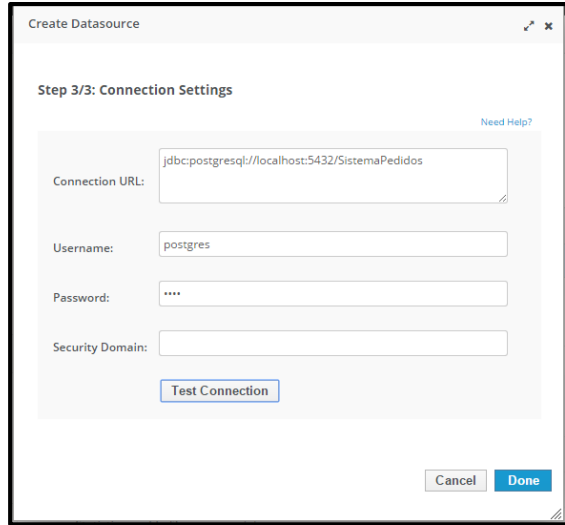 Create Datasource
Step 3/3: Connection Settings
Need Help?
Connection URL: jdbc:postgresql://localhost:5432/SistemaPedidos
Username: postgres
Password: ····
Security Domain:
Test Connection
Cancel Done